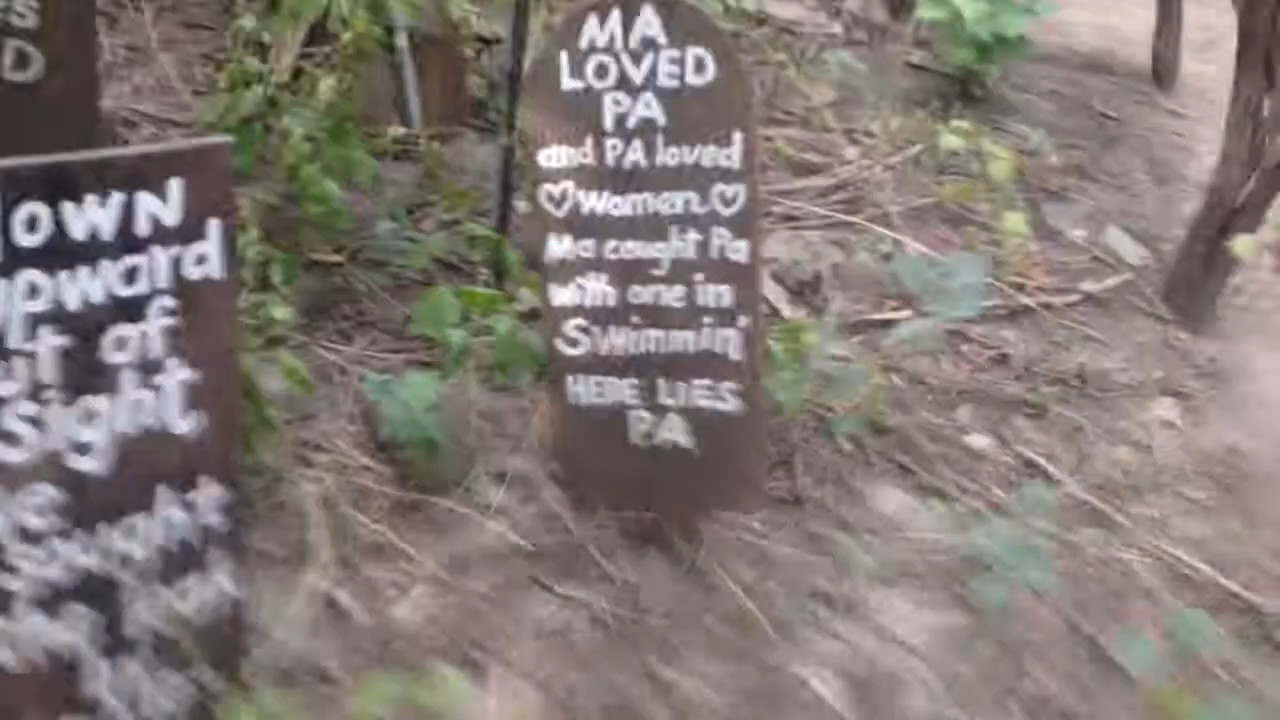 S
D
OWN
upward
ut of
sight
MA
LOVED
PA
and PA loved
♡women♡
Ma caught Pa
with one in
Swimmin'
HERE LIES
PA